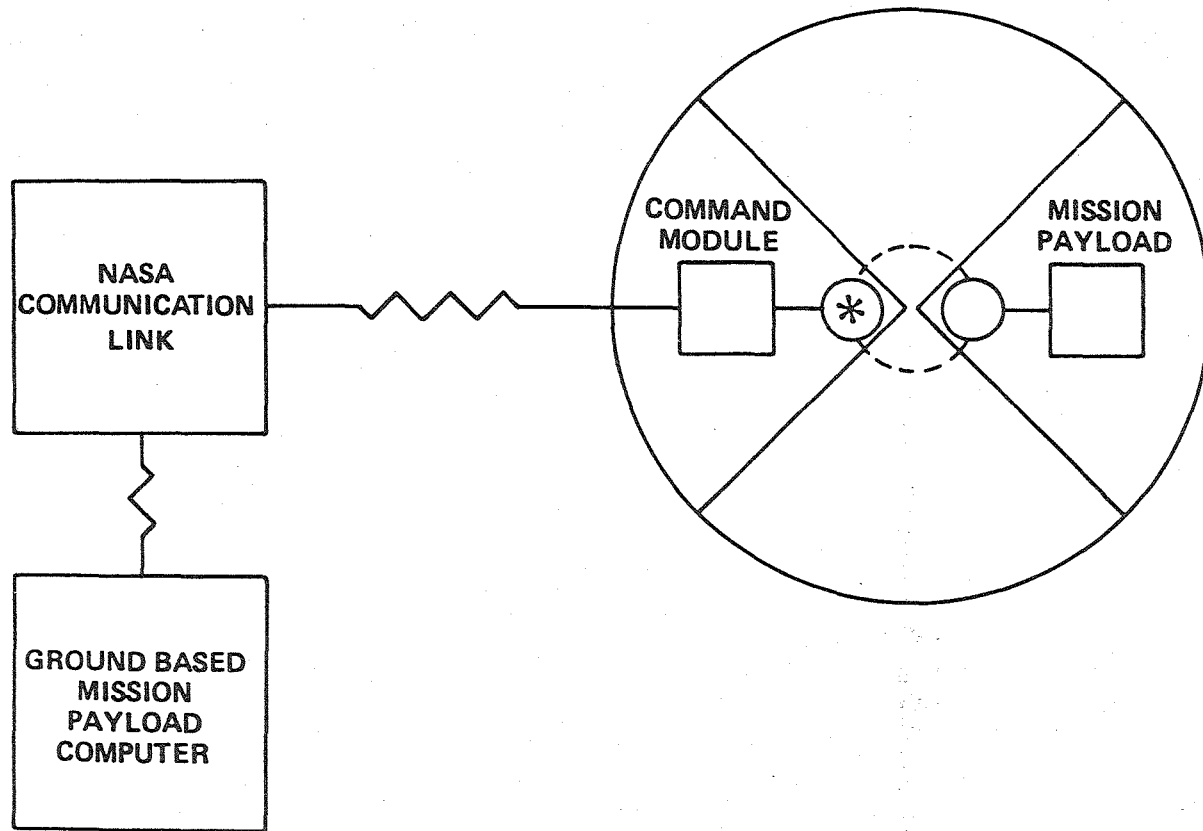 NASA
COMMUNICATION
LINK
COMMAND
MODULE
*
MISSION
PAYLOAD
GROUND BASED
MISSION
PAYLOAD
COMPUTER